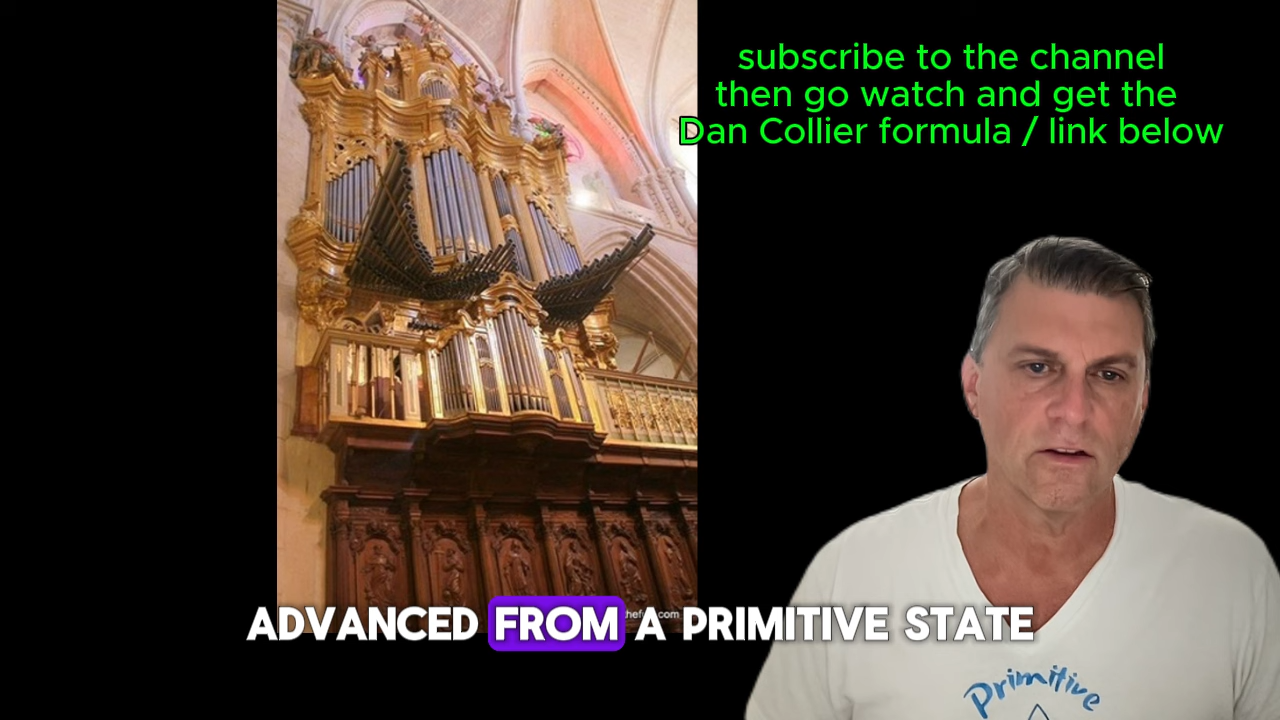 subscribe to the channel
then go watch and get the
Dan Collier formula / link below
ADVANCED FROM A PRIMITIVE STATE
Primitive